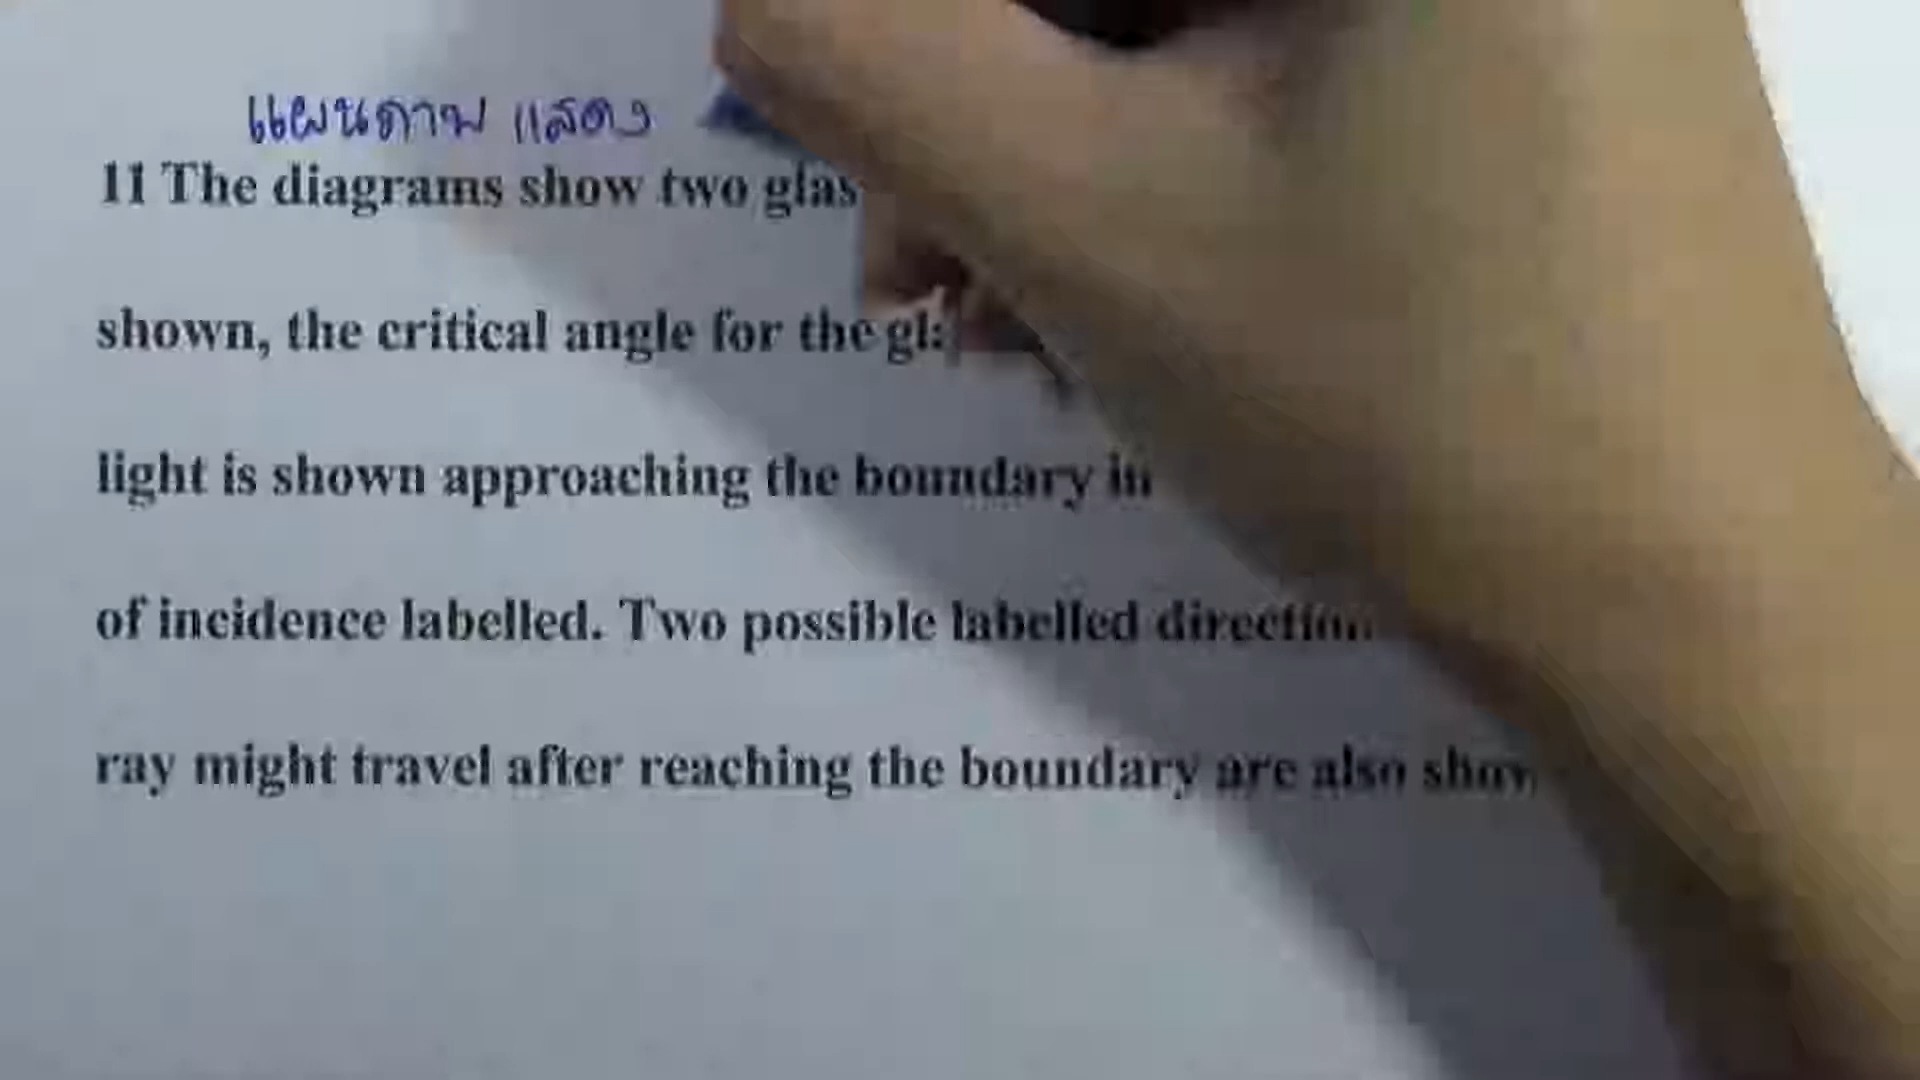 แผนภาพ แสดง
11 The diagrams show two
shown, the critical angle for the
light is shown approaching the boundary in
of incidence labelled. Two possible labelled
ray might travel after reaching the boundary are also